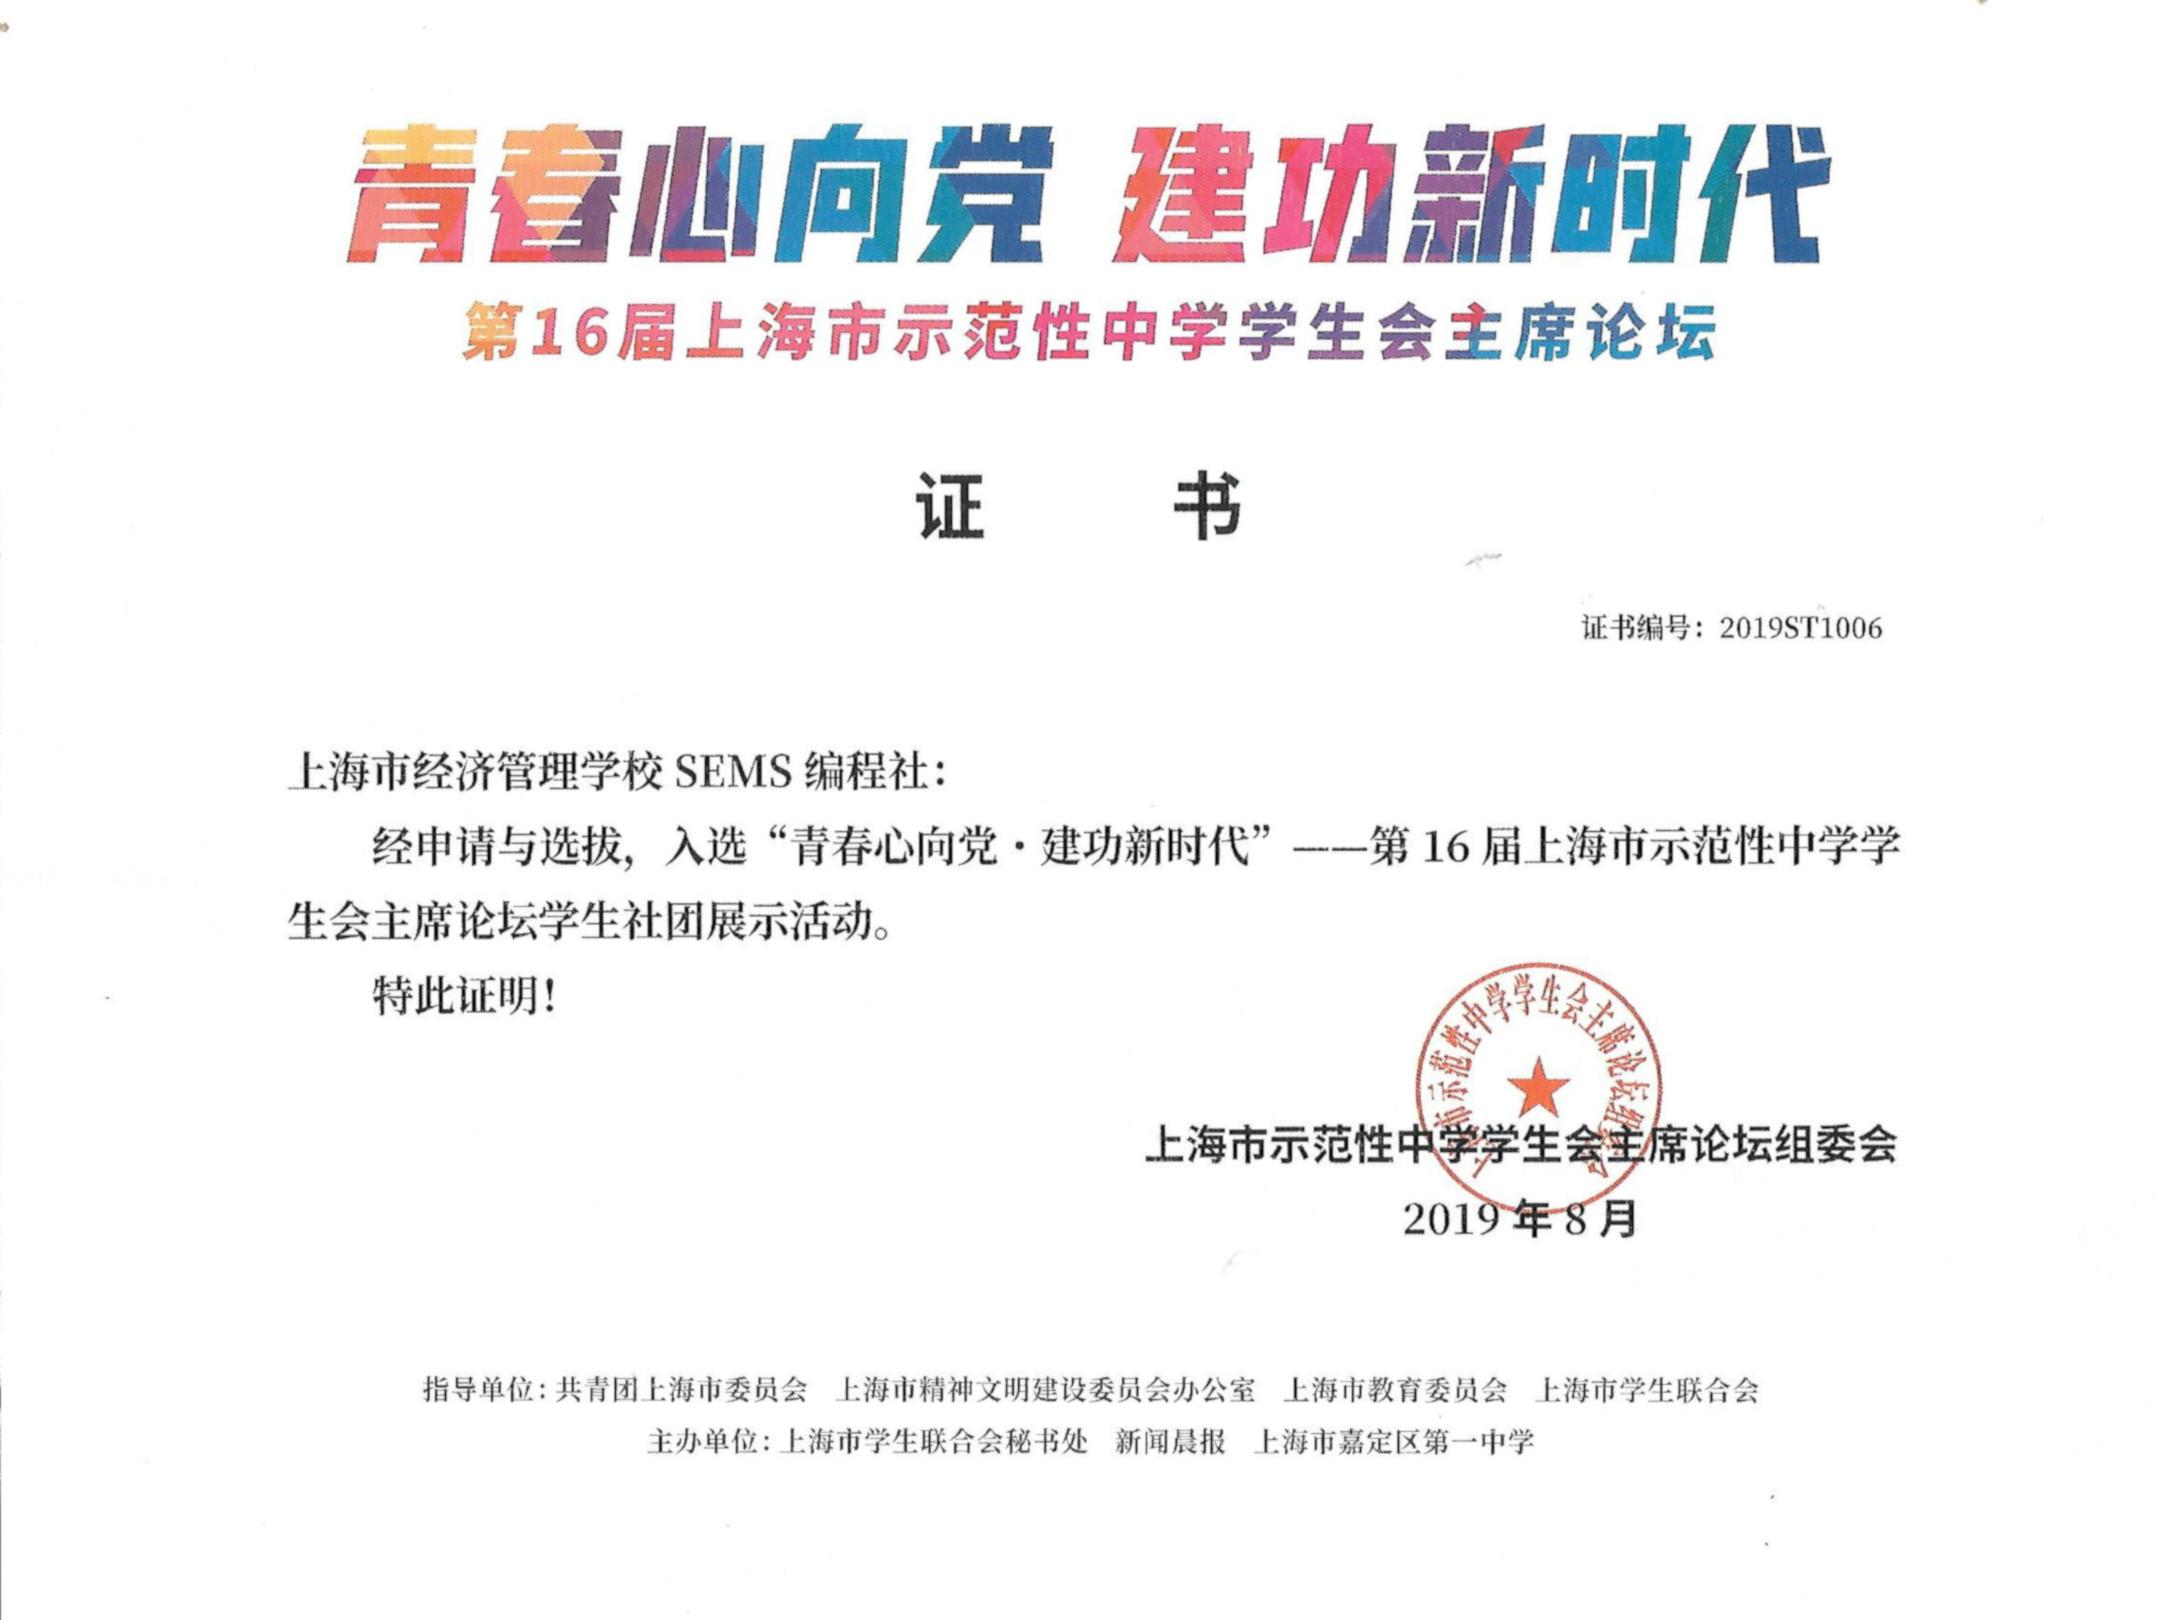 青春心向党 建功新时代
第16届上海市示范性中学学生会主席论坛
证 书
证书编号：2019ST1006
上海市经济管理学校 SEMS 编程社：
经申请与选拔，入选“青春心向党·建功新时代”——第 16 届上海市示范性中学学
生会主席论坛学生社团展示活动。
特此证明！
上海市示范性中学学生会主席论坛组委会
上海市示范性中学学生会主席论坛组委会
2019 年 8 月
指导单位：共青团上海市委员会 上海市精神文明建设委员会办公室 上海市教育委员会 上海市学生联合会
主办单位：上海市学生联合会秘书处 新闻晨报 上海市嘉定区第一中学